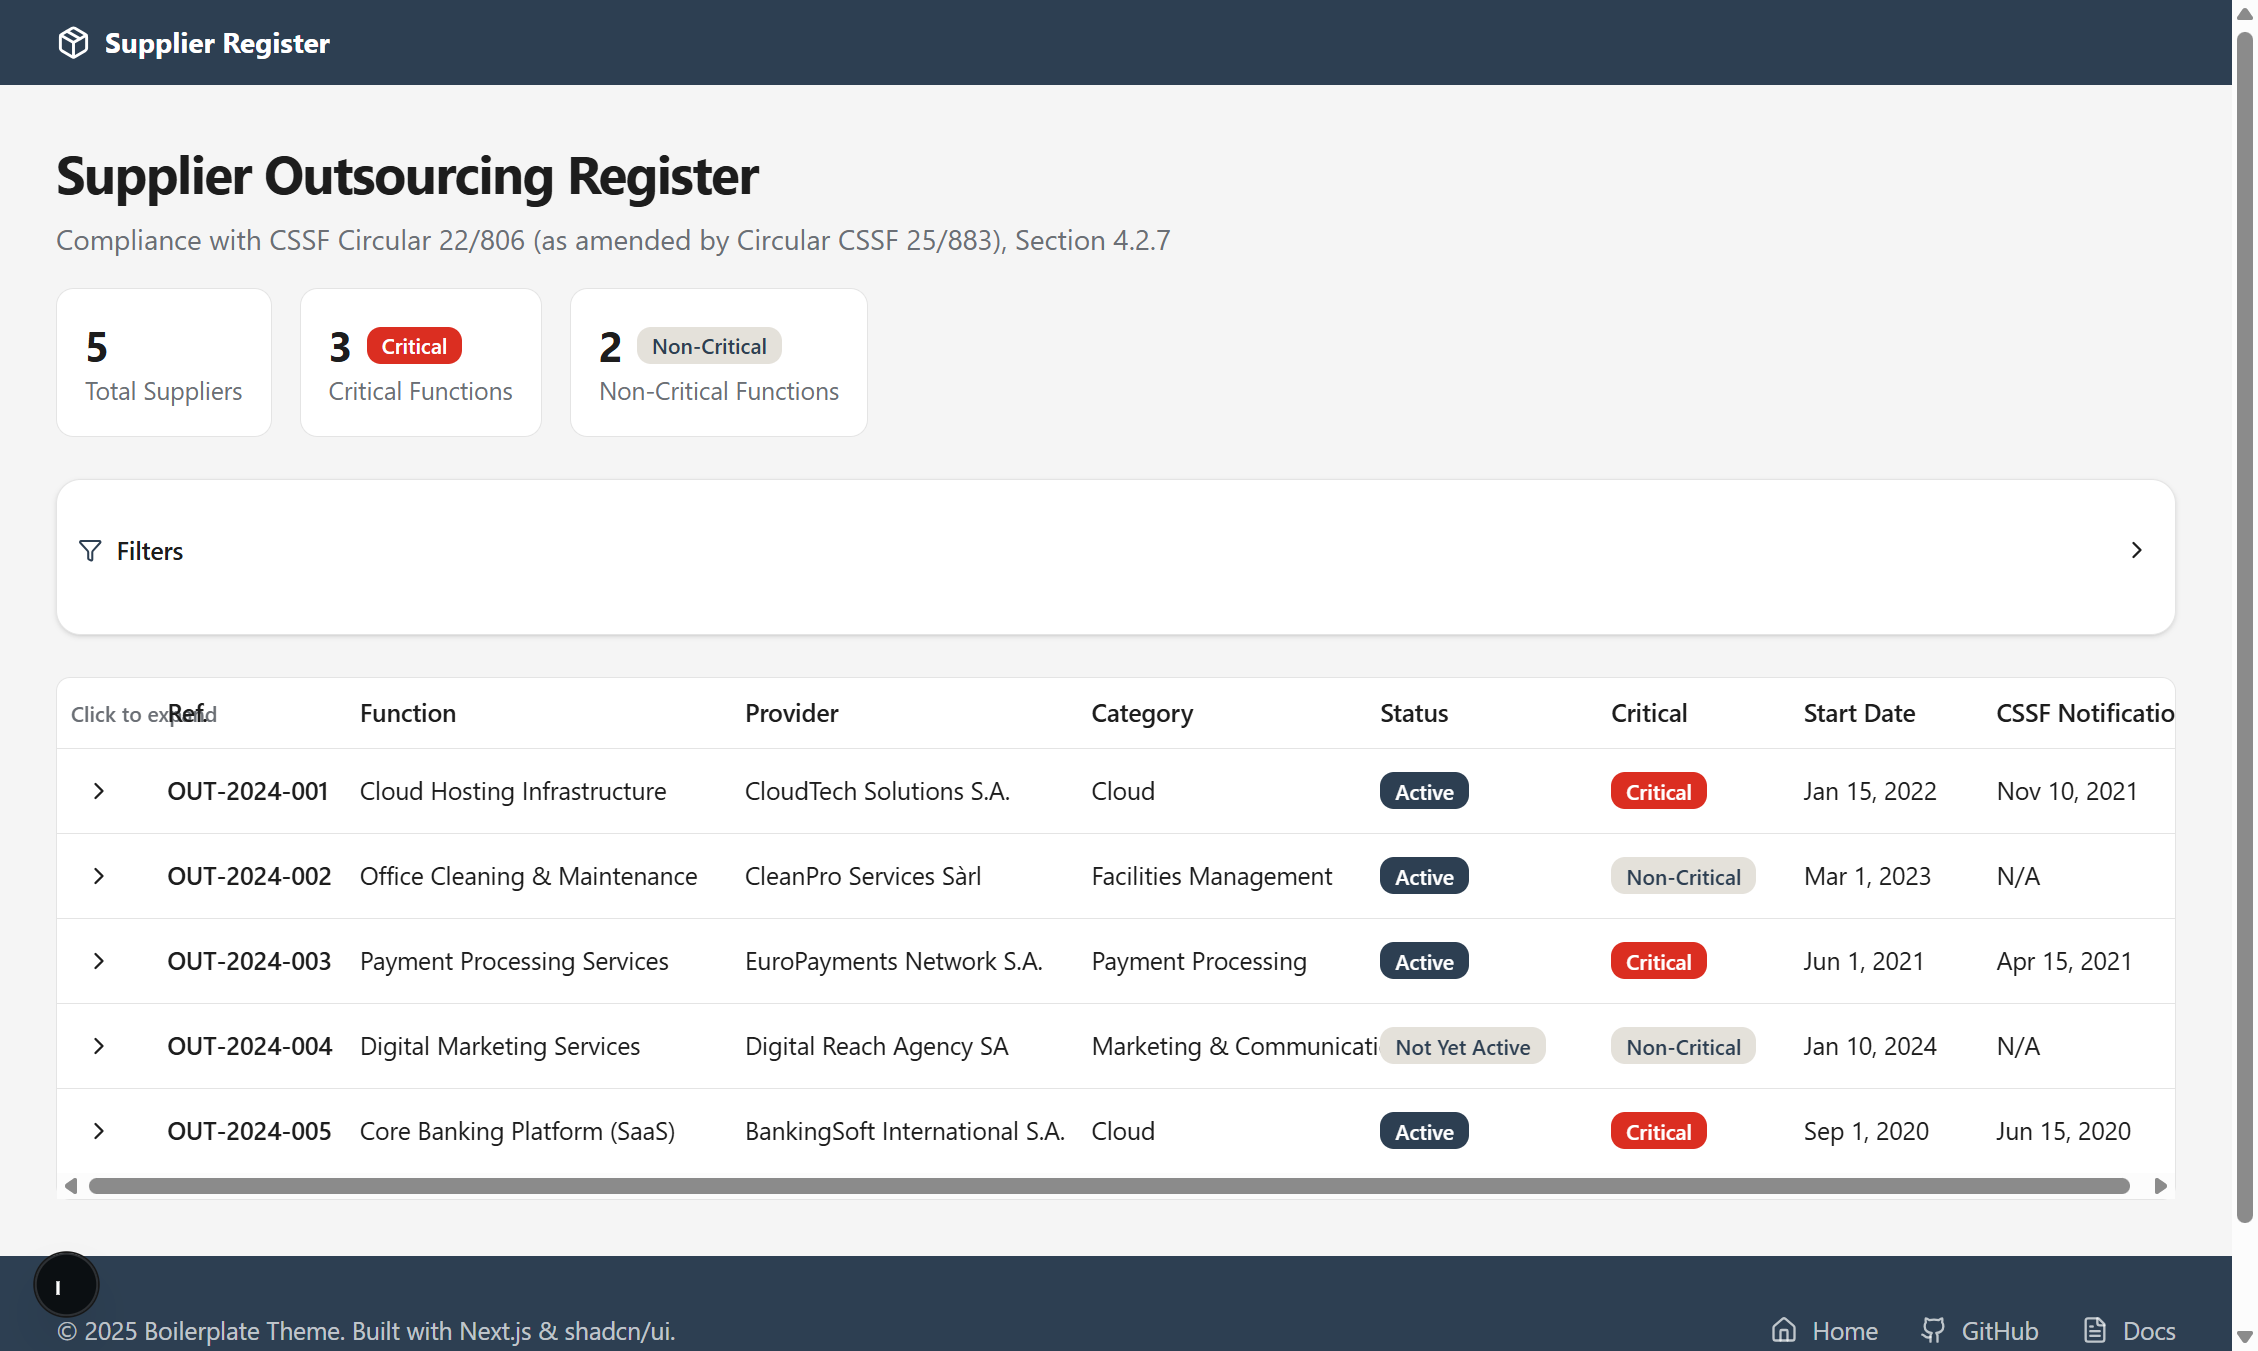 Supplier Register
Supplier Outsourcing Register
Compliance with CSSF Circular 22/806 (as amended by Circular CSSF 25/883), Section 4.2.7
5
Total Suppliers
3 Critical
Critical Functions
2 Non-Critical
Non-Critical Functions
Filters
Click to expand Ref. Function Provider Category Status Critical Start Date CSSF Notificatio
OUT-2024-001 Cloud Hosting Infrastructure CloudTech Solutions S.A. Cloud Active Critical Jan 15, 2022 Nov 10, 2021
OUT-2024-002 Office Cleaning & Maintenance CleanPro Services Sàrl Facilities Management Active Non-Critical Mar 1, 2023 N/A
OUT-2024-003 Payment Processing Services EuroPayments Network S.A. Payment Processing Active Critical Jun 1, 2021 Apr 15, 2021
OUT-2024-004 Digital Marketing Services Digital Reach Agency SA Marketing & Communicati Not Yet Active Non-Critical Jan 10, 2024 N/A
OUT-2024-005 Core Banking Platform (SaaS) BankingSoft International S.A. Cloud Active Critical Sep 1, 2020 Jun 15, 2020
© 2025 Boilerplate Theme. Built with Next.js & shadcn/ui. Home GitHub Docs